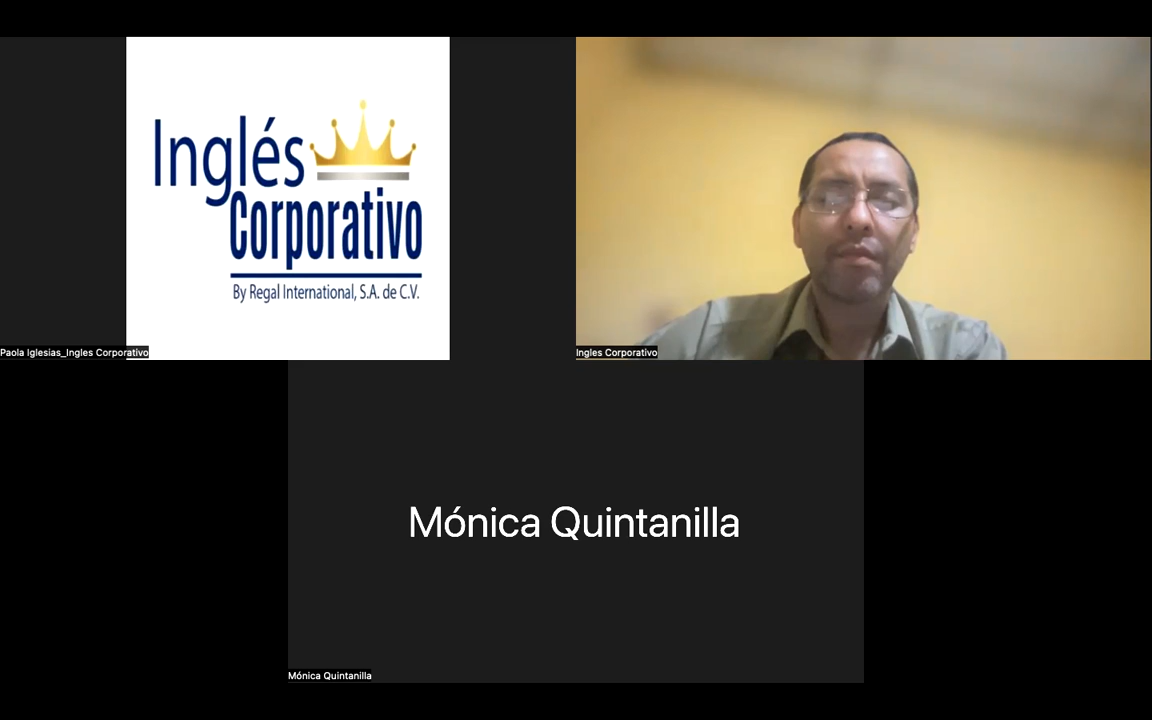 Inglés
Corporativo
By Regal International, S.A. de C.V.
Paola Iglesias_Ingles Corporativo
Ingles Corporativo
Mónica Quintanilla
Mónica Quintanilla